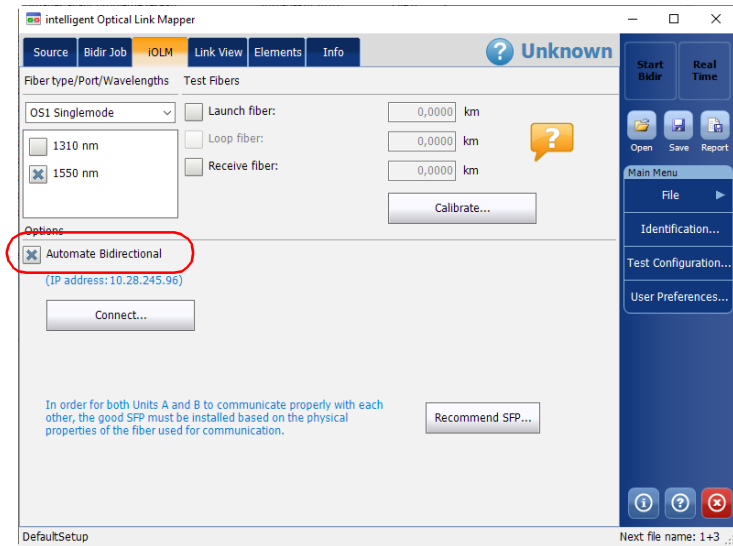 intelligent Optical Link Mapper
Source Bidir Job iOLM Link View Elements Info
? Unknown
Start Bidir
Real Time
Fiber type/Port/Wavelengths Test Fibers
OS1 Singlemode
Launch fiber: 0,0000 km
1310 nm
Loop fiber: 0,0000 km
1550 nm
Receive fiber: 0,0000 km
?
Calibrate...
Open Save Report
Main Menu
File
Identification...
Test Configuration...
User Preferences...
Options
Automate Bidirectional
(IP address:10.28.245.96)
Connect...
In order for both Units A and B to communicate properly with each
other, the good SFP must be installed based on the physical
properties of the fiber used for communication.
Recommend SFP...
DefaultSetup
Next file name: 1+3